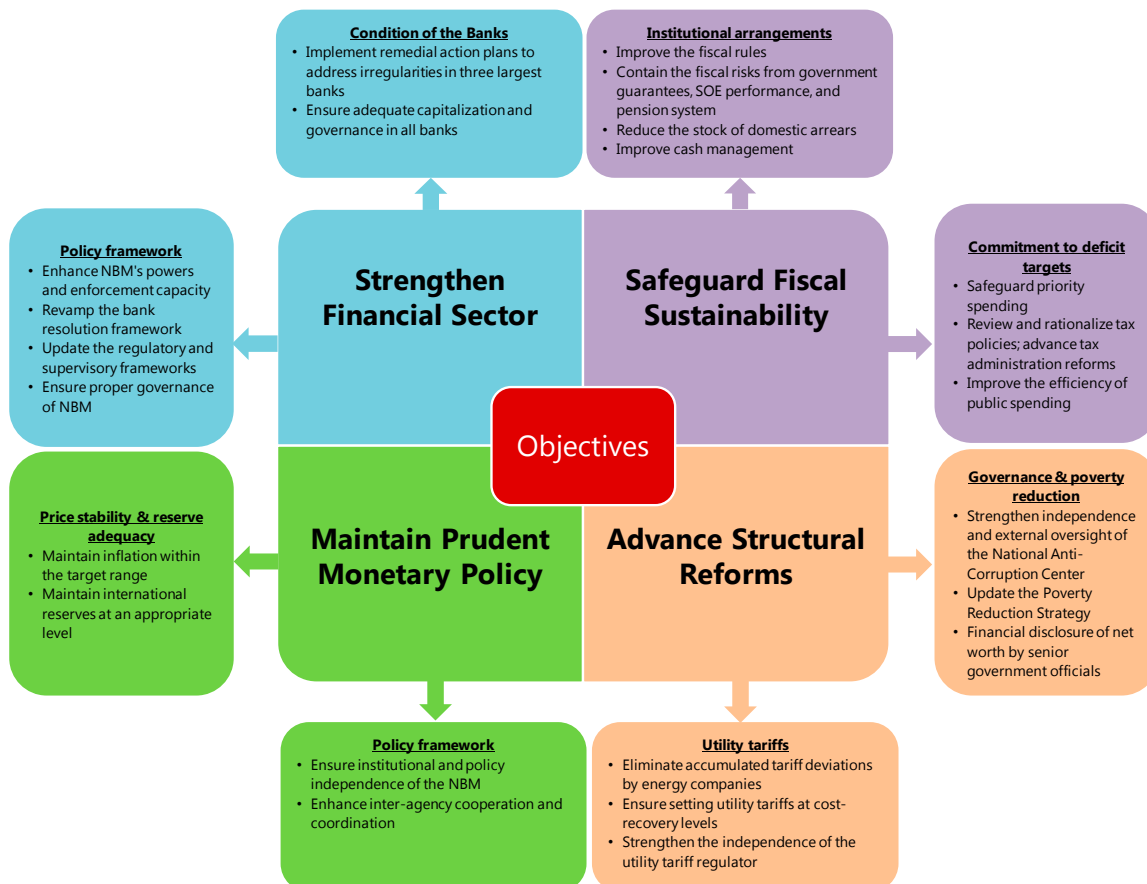 Condition of the Banks
• Implement remedial action plans to
address irregularities in three largest
banks
• Ensure adequate capitalization and
governance in all banks
Institutional arrangements
• Improve the fiscal rules
• Contain the fiscal risks from government
guarantees, SOE performance, and
pension system
• Reduce the stock of domestic arrears
• Improve cash management
Policy framework
• Enhance NBM's powers
and enforcement capacity
• Revamp the bank
resolution framework
• Update the regulatory and
supervisory frameworks
• Ensure proper governance
of NBM
Strengthen
Financial Sector
Safeguard Fiscal
Sustainability
Commitment to deficit
targets
• Safeguard priority
spending
• Review and rationalize tax
policies; advance tax
administration reforms
• Improve the efficiency of
public spending
Objectives
Price stability & reserve
adequacy
• Maintain inflation within
the target range
• Maintain international
reserves at an appropriate
level
Maintain Prudent
Monetary Policy
Advance Structural
Reforms
Governance & poverty
reduction
• Strengthen independence
and external oversight of
the National Anti-
Corruption Center
• Update the Poverty
Reduction Strategy
• Financial disclosure of net
worth by senior
government officials
Policy framework
• Ensure institutional and policy
independence of the NBM
• Enhance inter-agency cooperation and
coordination
Utility tariffs
• Eliminate accumulated tariff deviations
by energy companies
• Ensure setting utility tariffs at cost-
recovery levels
• Strengthen the independence of the
utility tariff regulator